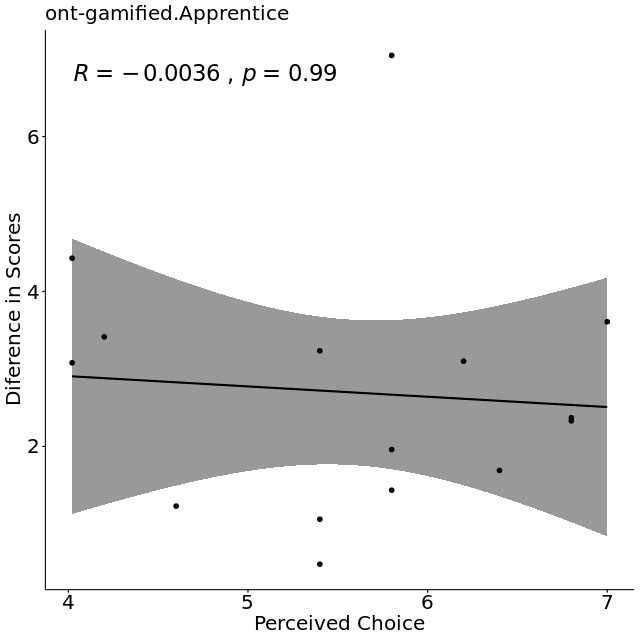 ont-gamified.Apprentice
R = −0.0036 , p = 0.99
6
4
2
Diference in Scores
4 5 6 7
Perceived Choice